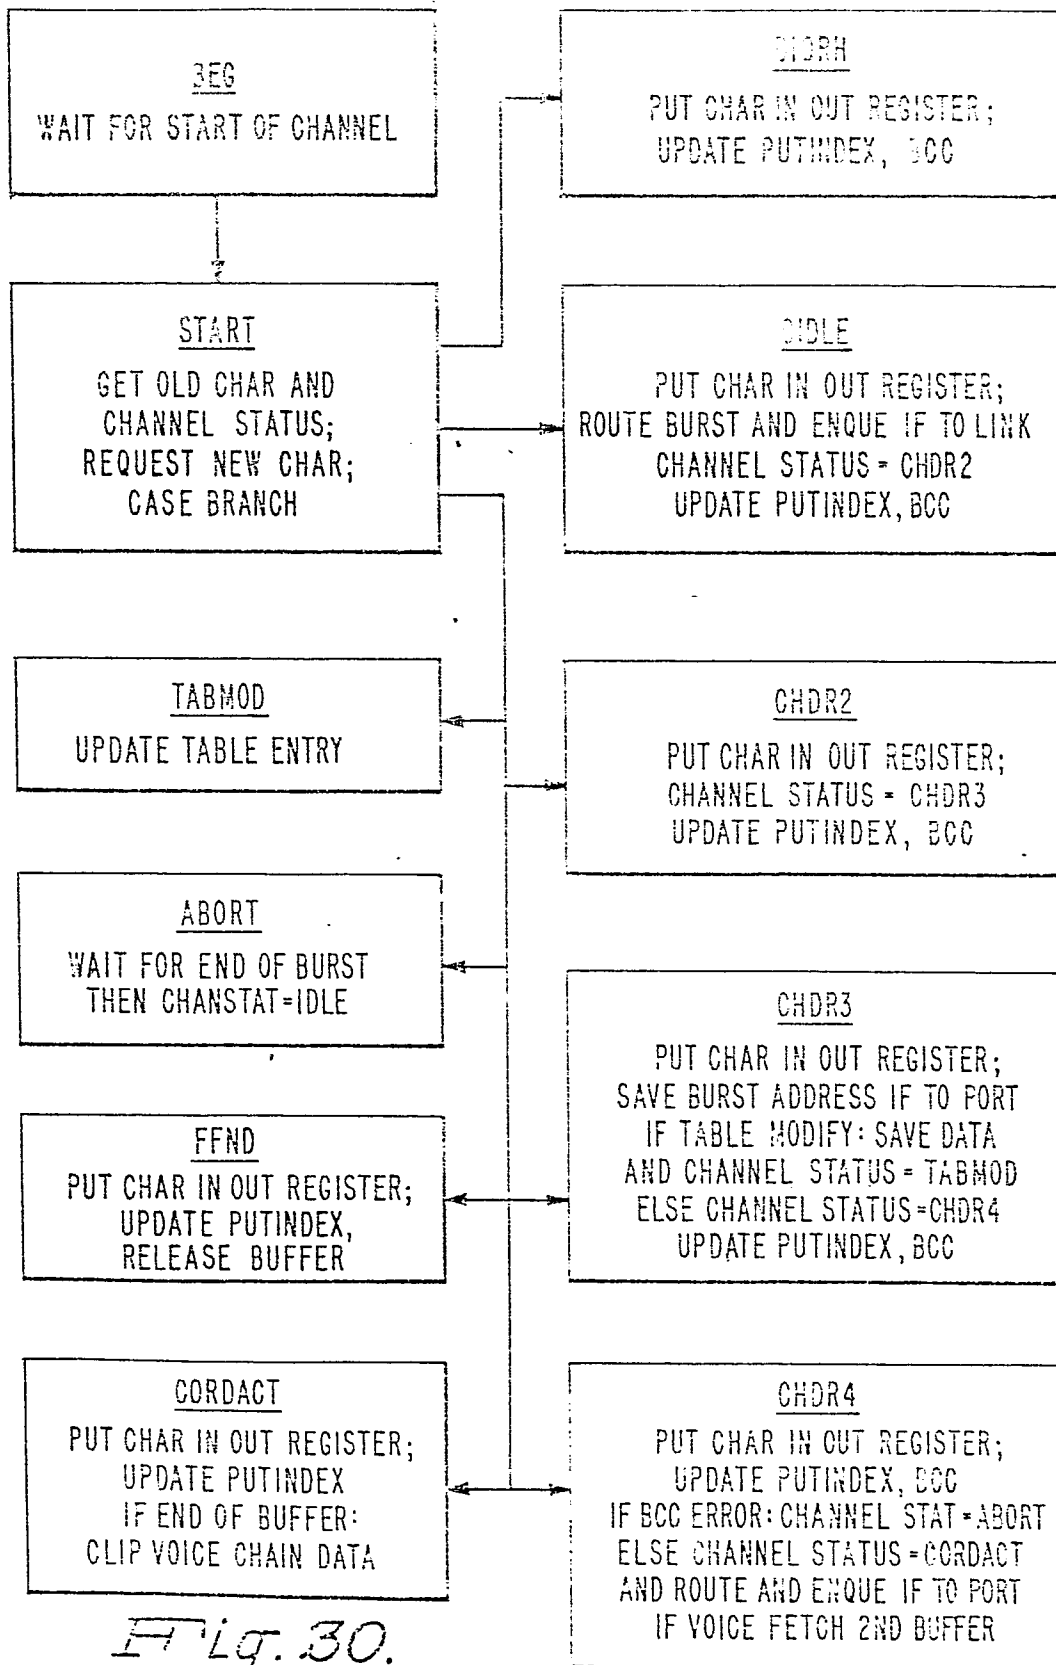 BEG
WAIT FOR START OF CHANNEL
CIDRH
PUT CHAR IN OUT REGISTER;
UPDATE PUTINDEX, BCC
START
GET OLD CHAR AND
CHANNEL STATUS;
REQUEST NEW CHAR;
CASE BRANCH
CIDLE
PUT CHAR IN OUT REGISTER;
ROUTE BURST AND ENQUE IF TO LINK
CHANNEL STATUS = CHDR2
UPDATE PUTINDEX, BCC
TABMOD
UPDATE TABLE ENTRY
CHDR2
PUT CHAR IN OUT REGISTER;
CHANNEL STATUS = CHDR3
UPDATE PUTINDEX, BCC
ABORT
WAIT FOR END OF BURST
THEN CHANSTAT=IDLE
CHDR3
PUT CHAR IN OUT REGISTER;
SAVE BURST ADDRESS IF TO PORT
IF TABLE MODIFY: SAVE DATA
AND CHANNEL STATUS = TABMOD
ELSE CHANNEL STATUS=CHDR4
UPDATE PUTINDEX, BCC
FFND
PUT CHAR IN OUT REGISTER;
UPDATE PUTINDEX,
RELEASE BUFFER
CORDACT
PUT CHAR IN OUT REGISTER;
UPDATE PUTINDEX
IF END OF BUFFER:
CLIP VOICE CHAIN DATA
CHDR4
PUT CHAR IN OUT REGISTER;
UPDATE PUTINDEX, BCC
IF BCC ERROR: CHANNEL STAT = ABORT
ELSE CHANNEL STATUS = CORDACT
AND ROUTE AND ENQUE IF TO PORT
IF VOICE FETCH 2ND BUFFER
Fig. 30.